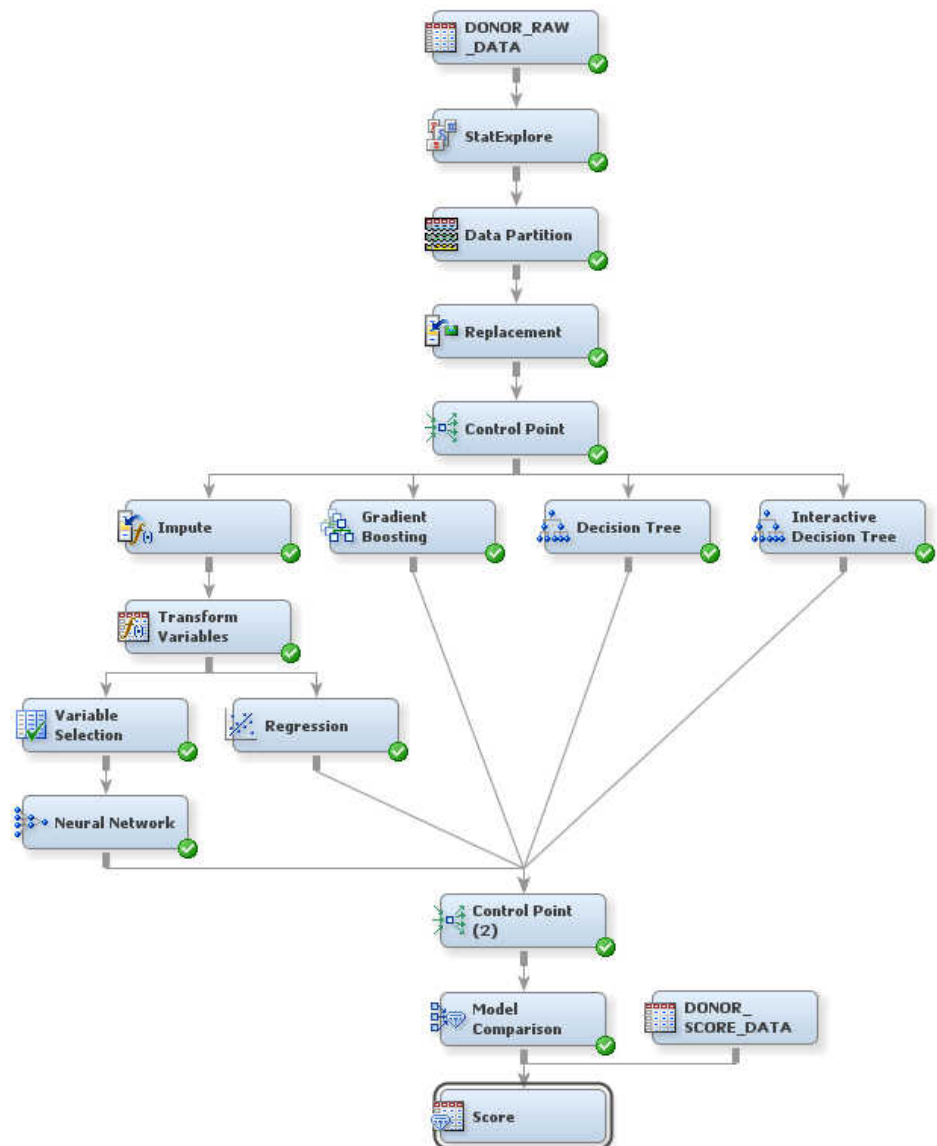 DONOR_RAW
_DATA
StatExplore
Data Partition
Replacement
Control Point
Impute
Gradient
Boosting
Decision Tree
Interactive
Decision Tree
Transform
Variables
Variable
Selection
Regression
Neural Network
Control Point
(2)
Model
Comparison
DONOR_
SCORE_DATA
Score